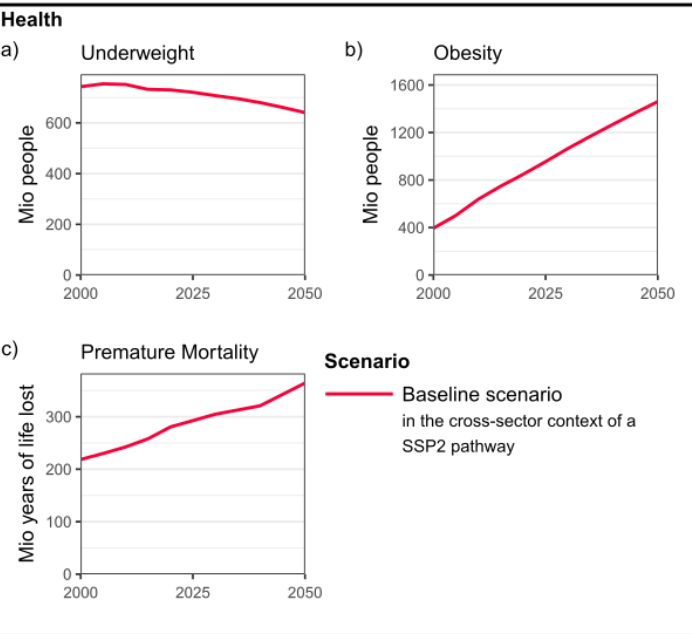 Health
a)
Underweight
Mio people
600
400
200
0
2000
2025
2050
b)
Obesity
Mio people
1600
1200
800
400
0
2000
2025
2050
c)
Premature Mortality
Mio years of life lost
300
200
100
0
2000
2025
2050
Scenario
Baseline scenario
in the cross-sector context of a
SSP2 pathway